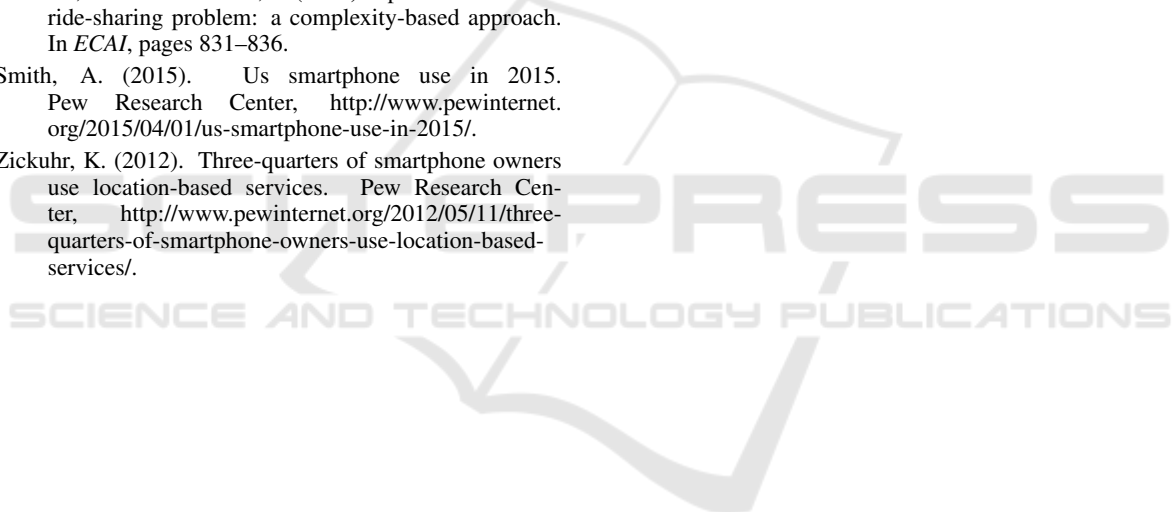 ride-sharing problem: a complexity-based approach.
In ECAI, pages 831–836.
Smith, A. (2015). Us smartphone use in 2015.
Pew Research Center, http://www.pewinternet.
org/2015/04/01/us-smartphone-use-in-2015/.
Zickuhr, K. (2012). Three-quarters of smartphone owners
use location-based services. Pew Research Cen-
ter, http://www.pewinternet.org/2012/05/11/three-
quarters-of-smartphone-owners-use-location-based-
services/.
SCITEPRESS
SCIENCE AND TECHNOLOGY PUBLICATIONS